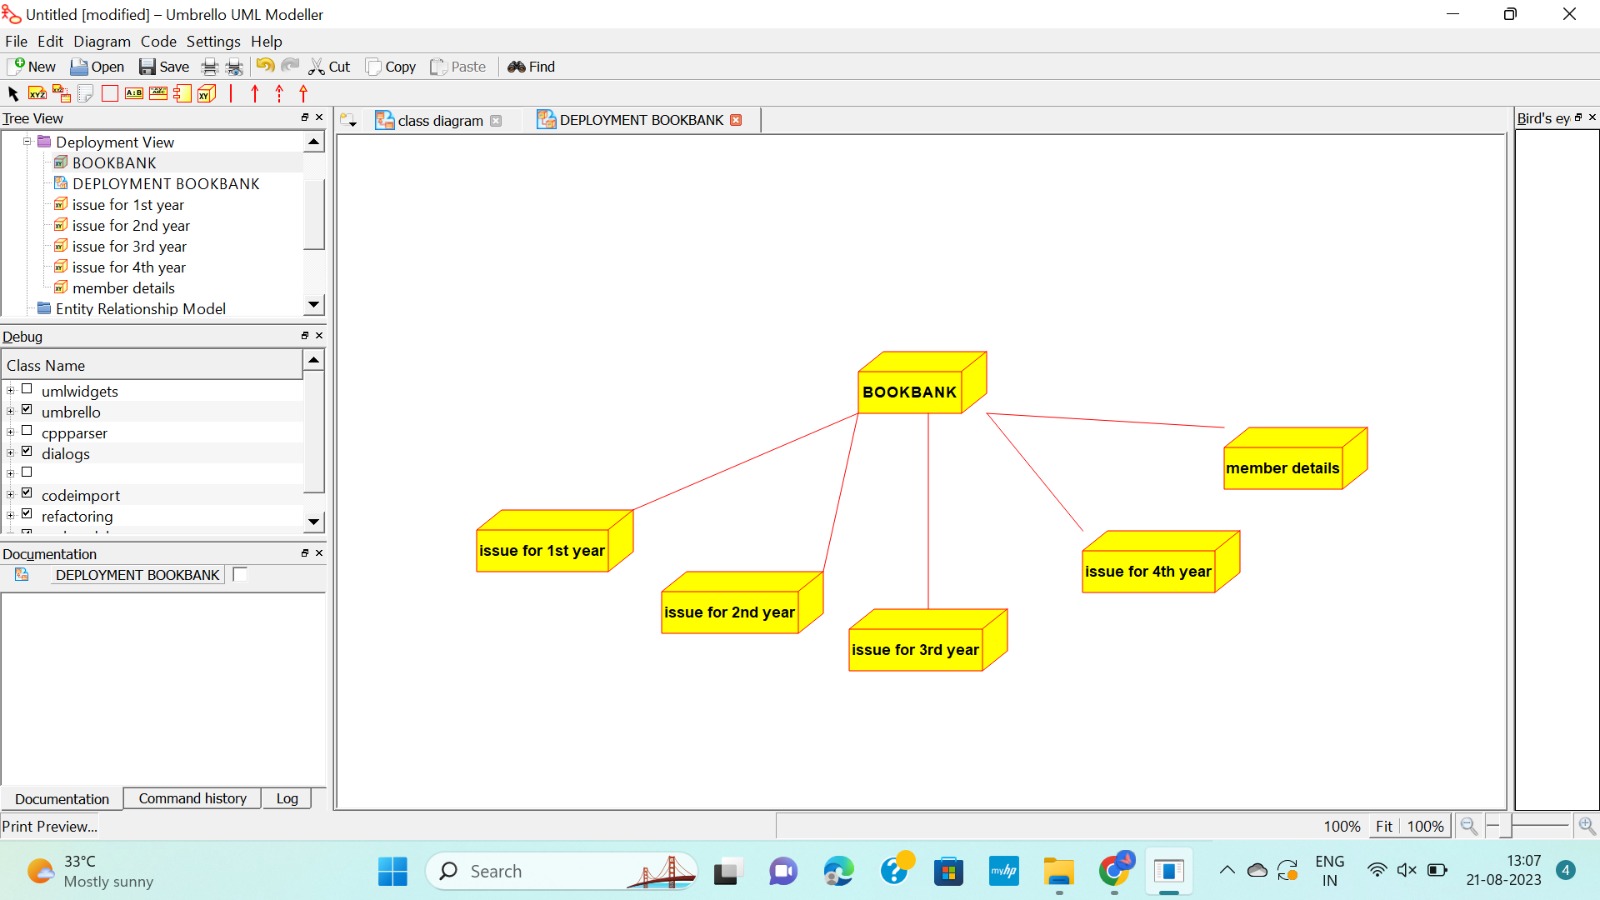 Untitled [modified] – Umbrello UML Modeller
File Edit Diagram Code Settings Help
New Open Save Cut Copy Paste Find
Tree View
class diagram
DEPLOYMENT BOOKBANK
Bird's ey
Deployment View
BOOKBANK
DEPLOYMENT BOOKBANK
issue for 1st year
issue for 2nd year
issue for 3rd year
issue for 4th year
member details
Entity Relationship Model
Debug
Class Name
umlwidgets
umbrello
cppparser
dialogs
codeimport
refactoring
Documentation
DEPLOYMENT BOOKBANK
Documentation Command history Log
BOOKBANK
member details
issue for 1st year
issue for 4th year
issue for 2nd year
issue for 3rd year
Print Preview...
100% Fit 100%
33°C
Mostly sunny
Search
myhp
ENG
IN
13:07
21-08-2023
4